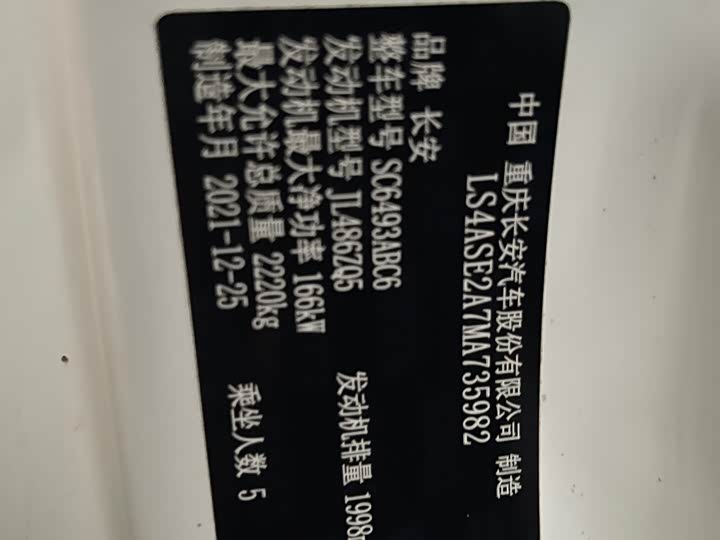 中国 重庆长安汽车股份有限公司 制造
LS4ASE2A7MA735982
品牌 长安
整车型号 SC6493ABC6
发动机型号 JL486ZQ5 发动机排量 1998m
发动机最大净功率 166kW
最大允许总质量 2220kg
制造年月 2021-12-25 乘坐人数 5